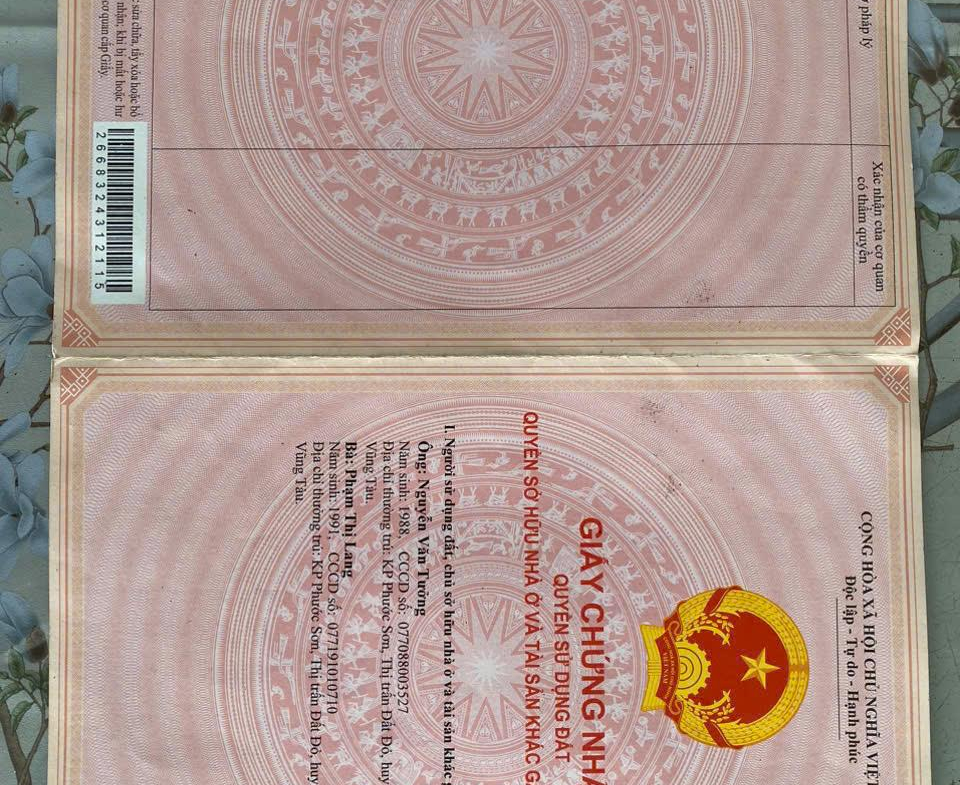 ý pháp lý
Xác nhận của cơ quan
có thẩm quyền
sửa chữa, tẩy xóa hoặc bổ
nhận; khi bị mất hoặc hư
cơ quan cấp Giấy.
2668324312115
CỘNG HÒA XÃ HỘI CHỦ NGHĨA VIỆT
Độc lập - Tự do - Hạnh phúc
VIỆT NAM
GIẤY CHỨNG NHẬ
QUYỀN SỬ DỤNG ĐẤT
QUYỀN SỞ HỮU NHÀ Ở VÀ TÀI SẢN KHÁC GẮ
I. Người sử dụng đất, chủ sở hữu nhà ở và tài sản khác g
Ông: Nguyễn Văn Tường
Năm sinh: 1988, CCCD số: 077088003527
Địa chỉ thường trú: KP Phước Sơn, Thị trấn Đất Đỏ, huy
Vũng Tàu.
Bà: Phạm Thị Lang
Năm sinh: 1991, CCCD số: 077191010710
Địa chỉ thường trú: KP Phước Sơn, Thị trấn Đất Đỏ, huy
Vũng Tàu.